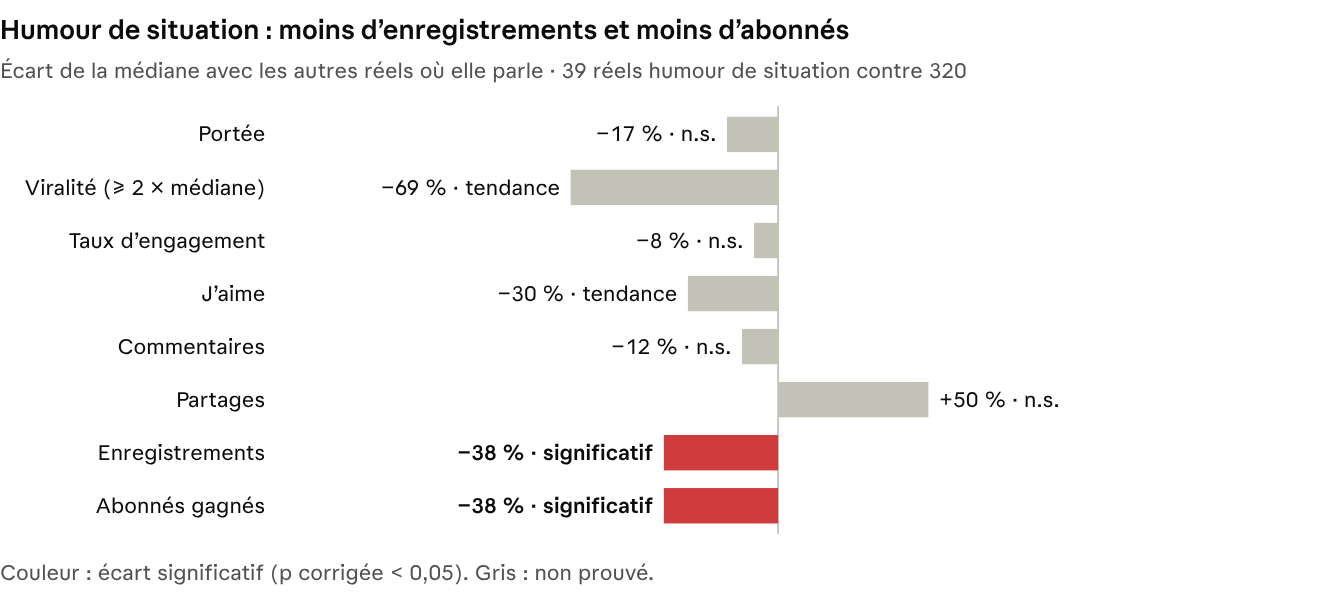 Humour de situation : moins d’enregistrements et moins d’abonnés
Écart de la médiane avec les autres réels où elle parle · 39 réels humour de situation contre 320
Portée −17 % · n.s.
Viralité (≥ 2 × médiane) −69 % · tendance
Taux d’engagement −8 % · n.s.
J’aime −30 % · tendance
Commentaires −12 % · n.s.
Partages +50 % · n.s.
Enregistrements −38 % · significatif
Abonnés gagnés −38 % · significatif
Couleur : écart significatif (p corrigée < 0,05). Gris : non prouvé.